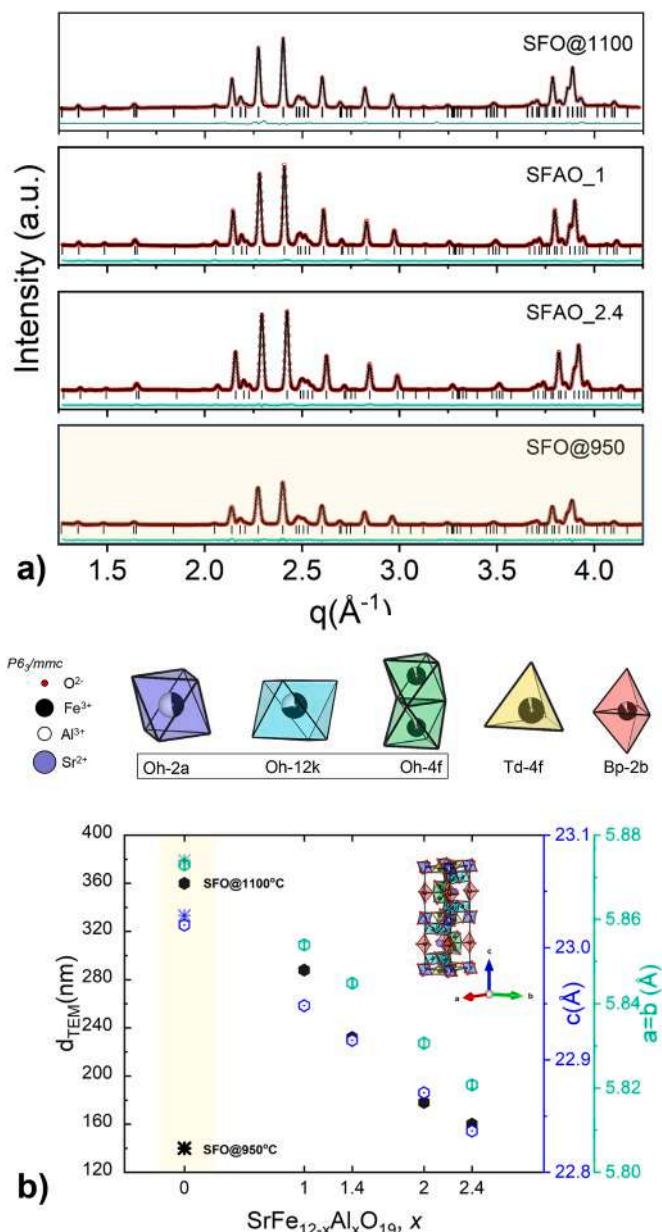 SFO@1100
SFAO_1
SFAO_2.4
SFO@950
Intensity (a.u.)
1.5 2.0 2.5 3.0 3.5 4.0
a) q(Å⁻¹)
P6₃/mmc
O²⁻
Fe³⁺
Al³⁺
Sr²⁺
Oh-2a Oh-12k Oh-4f Td-4f Bp-2b
400 23.1 5.88
360 SFO@1100°C
5.86
320
23.0
280
5.84
240
22.9
200
5.82
160
SFO@950°C
120 22.8 5.80
d_TEM(nm)
c(Å)
a=b (Å)
c
a b
0 1 1.4 2 2.4
b) SrFe₁₂₋ₓAlₓO₁₉, x